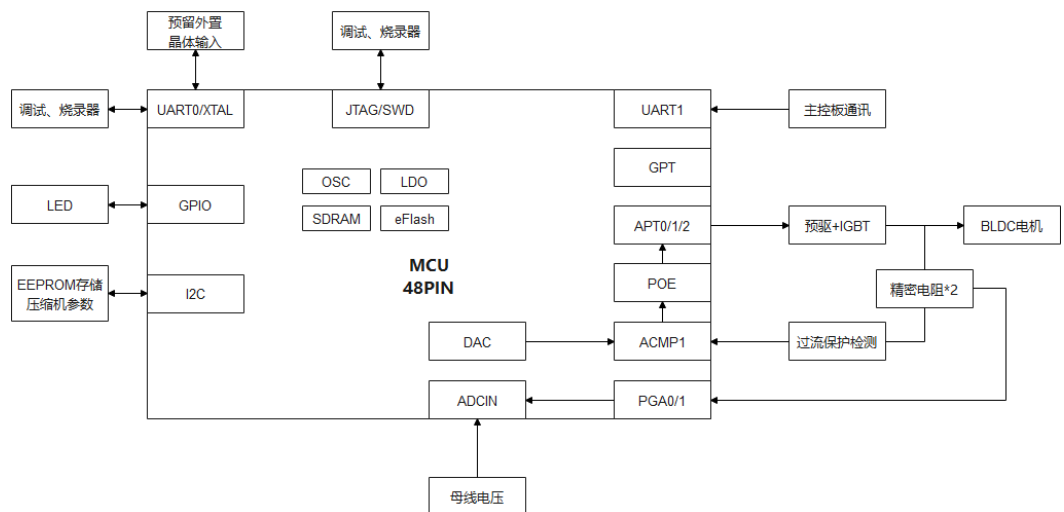 预留外置
晶体输入
调试、烧录器
调试、烧录器
UART0/XTAL
JTAG/SWD
UART1
主控板通讯
GPT
OSC
LDO
LED
GPIO
SDRAM
eFlash
APT0/1/2
预驱+IGBT
BLDC电机
MCU
48PIN
EEPROM存储
压缩机参数
I2C
POE
精密电阻*2
DAC
ACMP1
过流保护检测
ADCIN
PGA0/1
母线电压